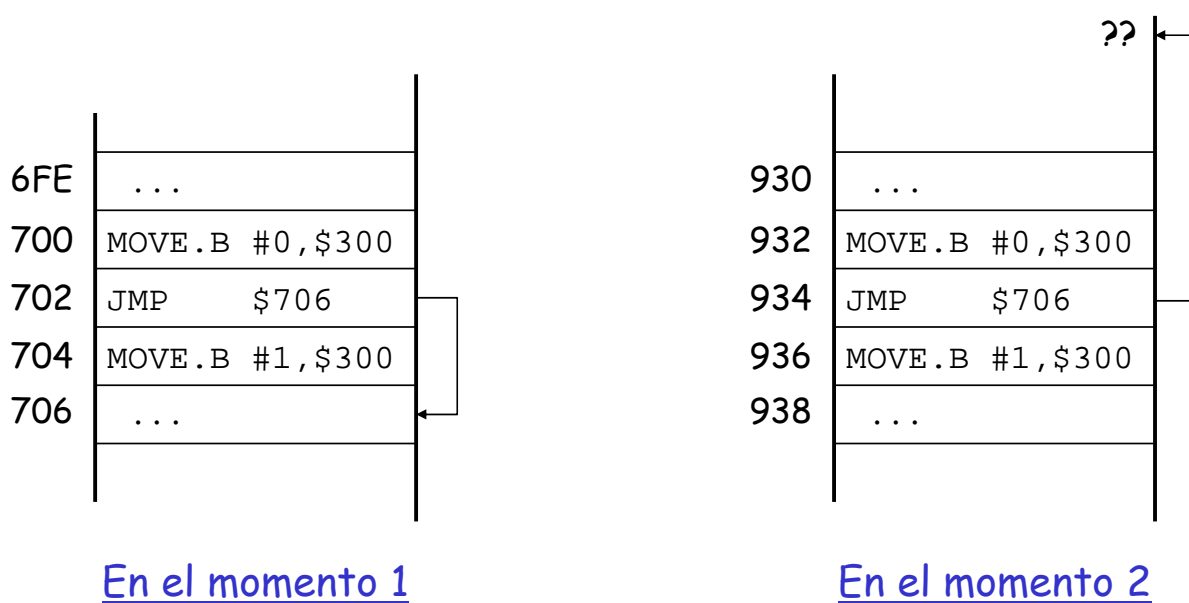 ??
6FE ...
930 ...
700 MOVE.B #0,$300
932 MOVE.B #0,$300
702 JMP $706
934 JMP $706
704 MOVE.B #1,$300
936 MOVE.B #1,$300
706 ...
938 ...
En el momento 1
En el momento 2